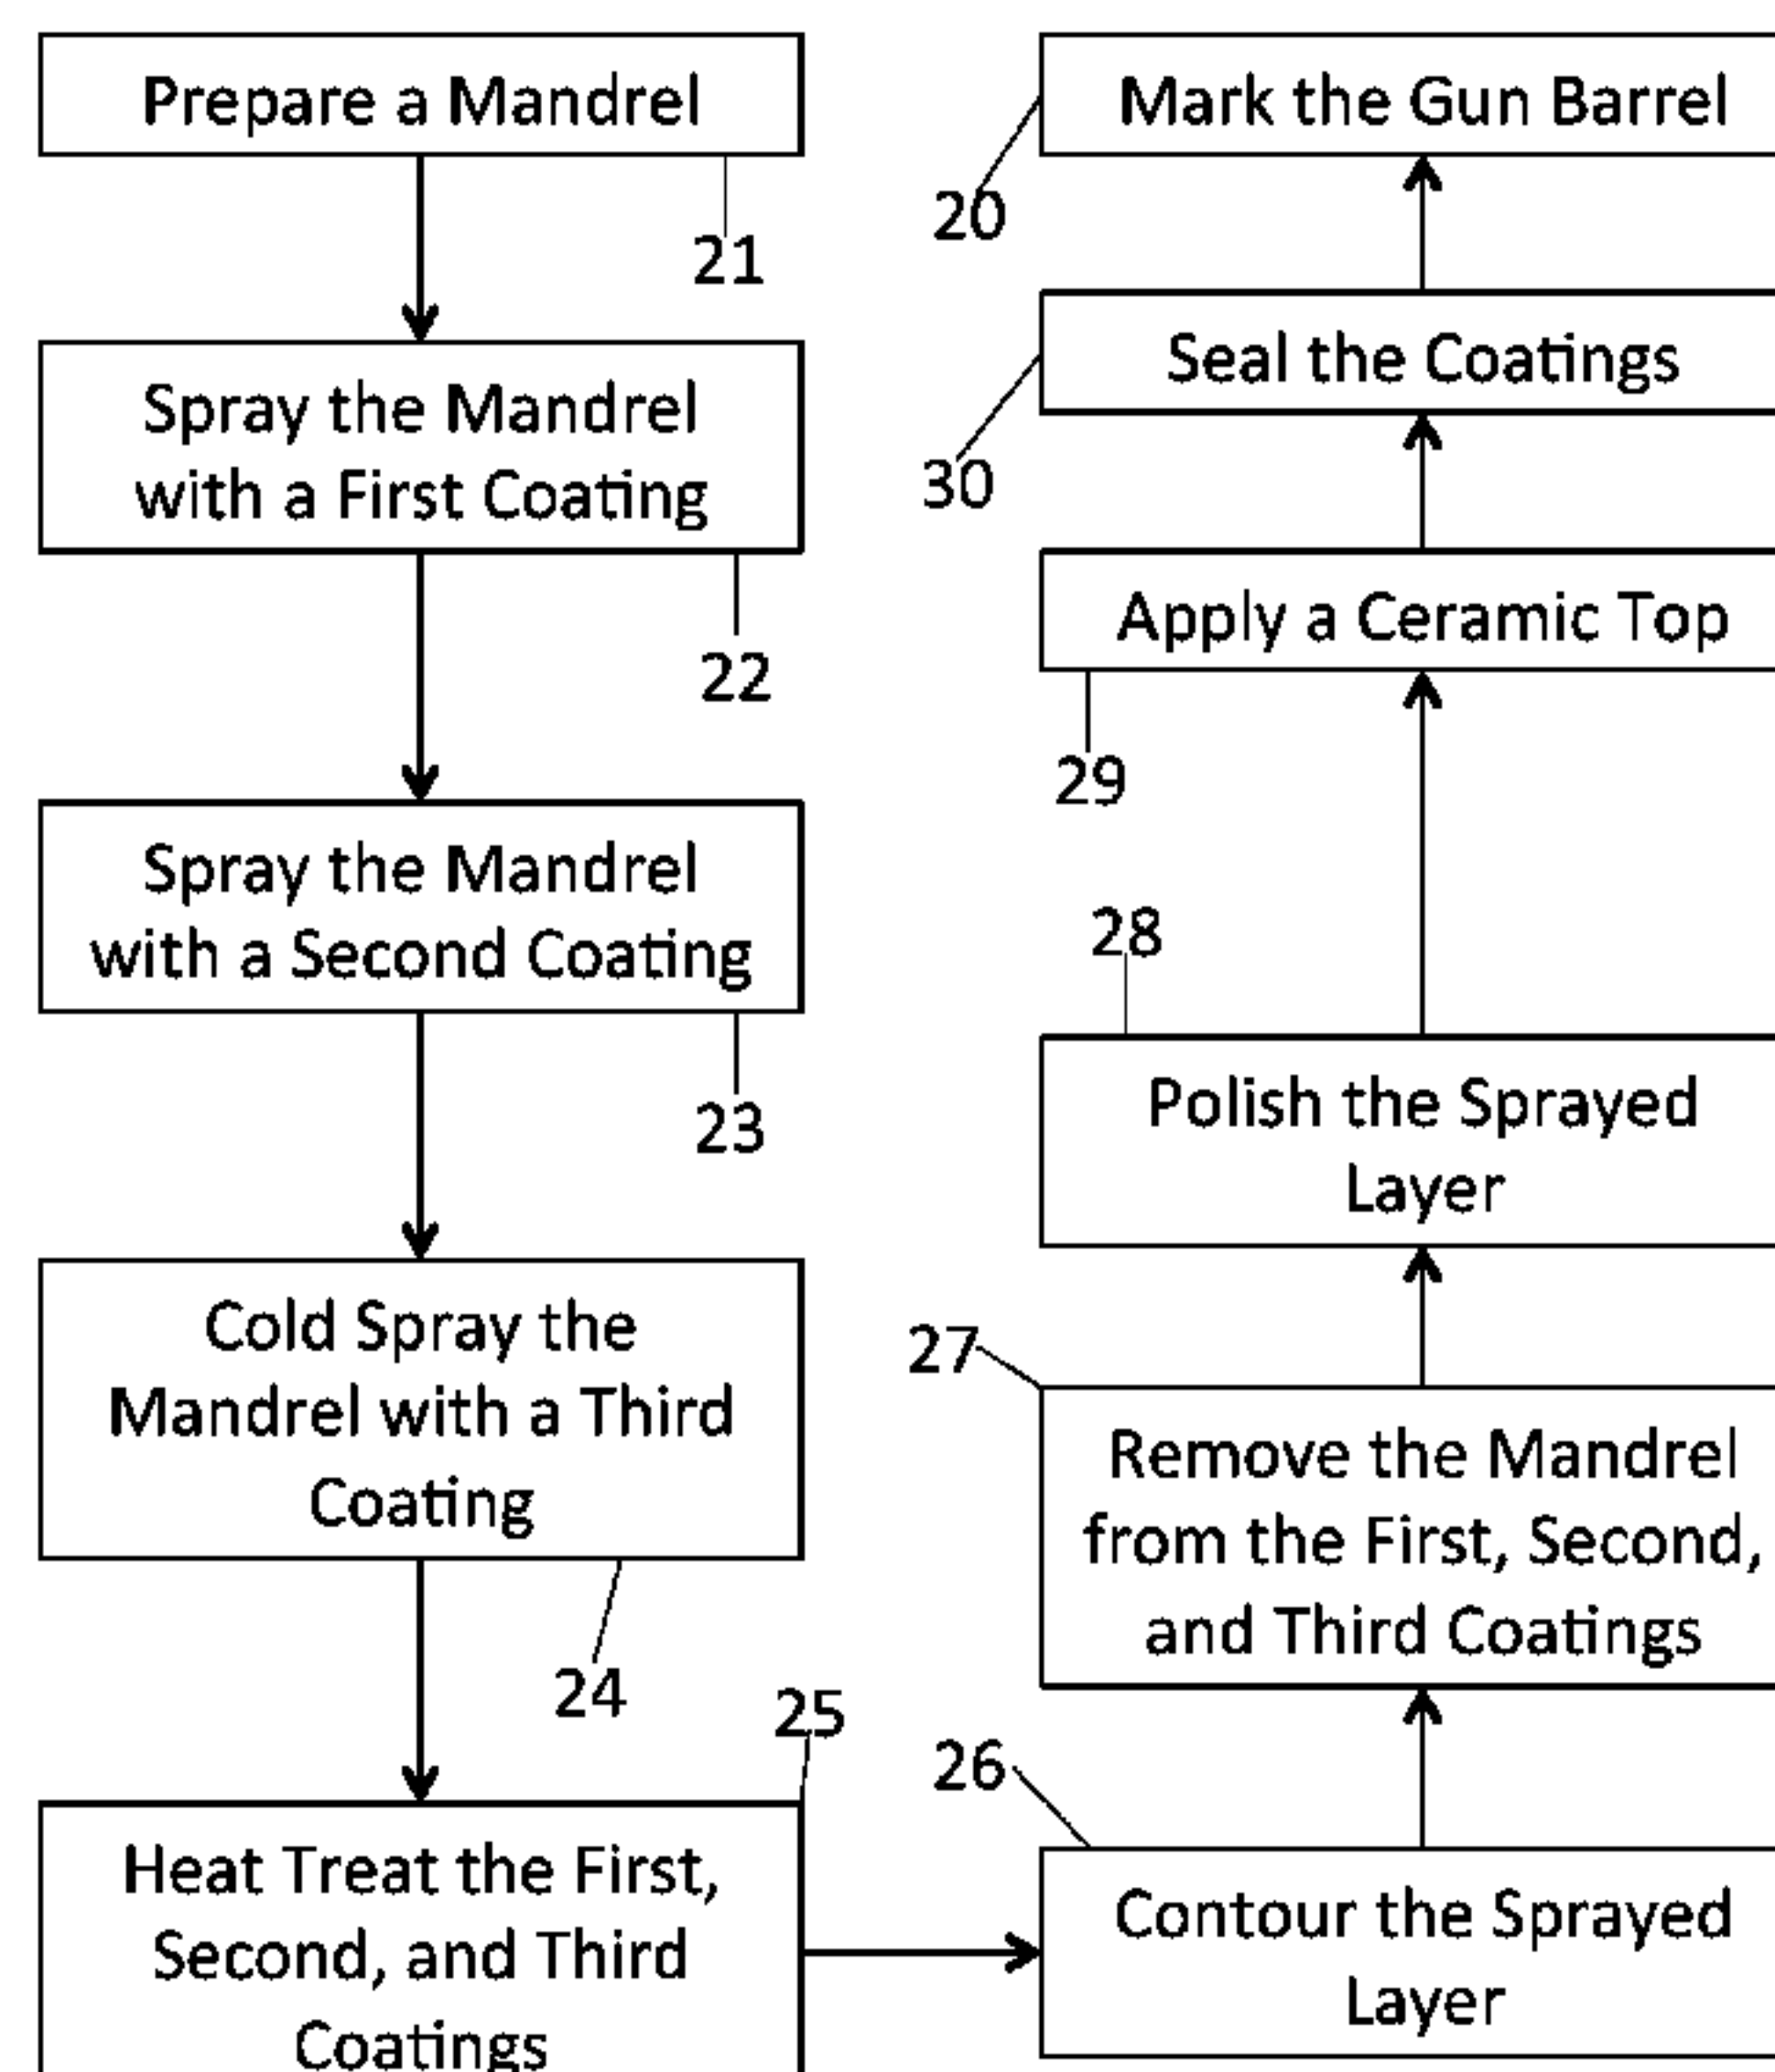 Prepare a Mandrel
21
Spray the Mandrel
with a First Coating
22
Spray the Mandrel
with a Second Coating
23
Cold Spray the
Mandrel with a Third
Coating
24
25
Heat Treat the First,
Second, and Third
Coatings
26
Contour the Sprayed
Layer
27
Remove the Mandrel
from the First, Second,
and Third Coatings
28
Polish the Sprayed
Layer
29
Apply a Ceramic Top
30
Seal the Coatings
20
Mark the Gun Barrel